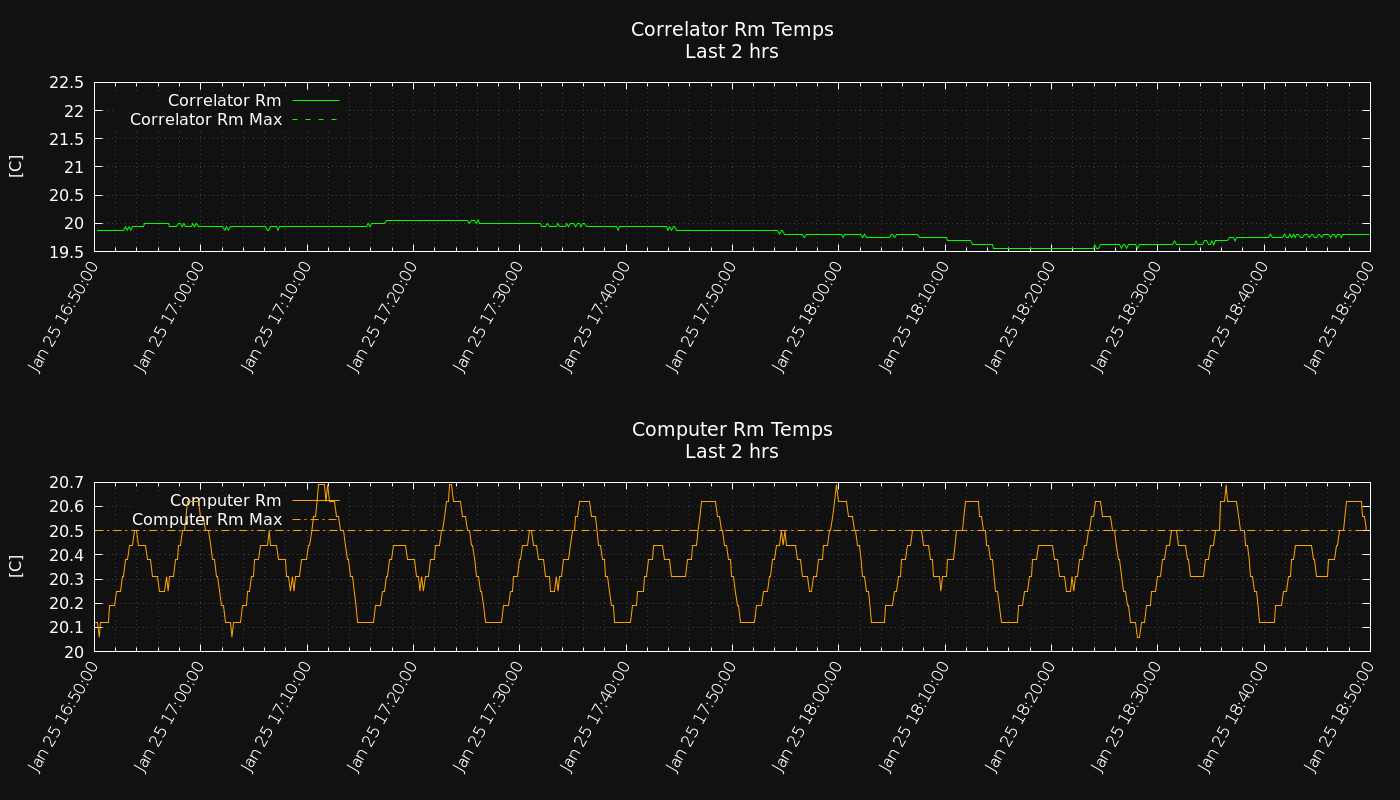 Correlator Rm Temps
Last 2 hrs
22.5
22
21.5
21
20.5
20
19.5
[C]
Correlator Rm
Correlator Rm Max
Jan 25 16:50:00
Jan 25 17:00:00
Jan 25 17:10:00
Jan 25 17:20:00
Jan 25 17:30:00
Jan 25 17:40:00
Jan 25 17:50:00
Jan 25 18:00:00
Jan 25 18:10:00
Jan 25 18:20:00
Jan 25 18:30:00
Jan 25 18:40:00
Jan 25 18:50:00
Computer Rm Temps
Last 2 hrs
20.7
20.6
20.5
20.4
20.3
20.2
20.1
20
[C]
Computer Rm
Computer Rm Max
Jan 25 16:50:00
Jan 25 17:00:00
Jan 25 17:10:00
Jan 25 17:20:00
Jan 25 17:30:00
Jan 25 17:40:00
Jan 25 17:50:00
Jan 25 18:00:00
Jan 25 18:10:00
Jan 25 18:20:00
Jan 25 18:30:00
Jan 25 18:40:00
Jan 25 18:50:00